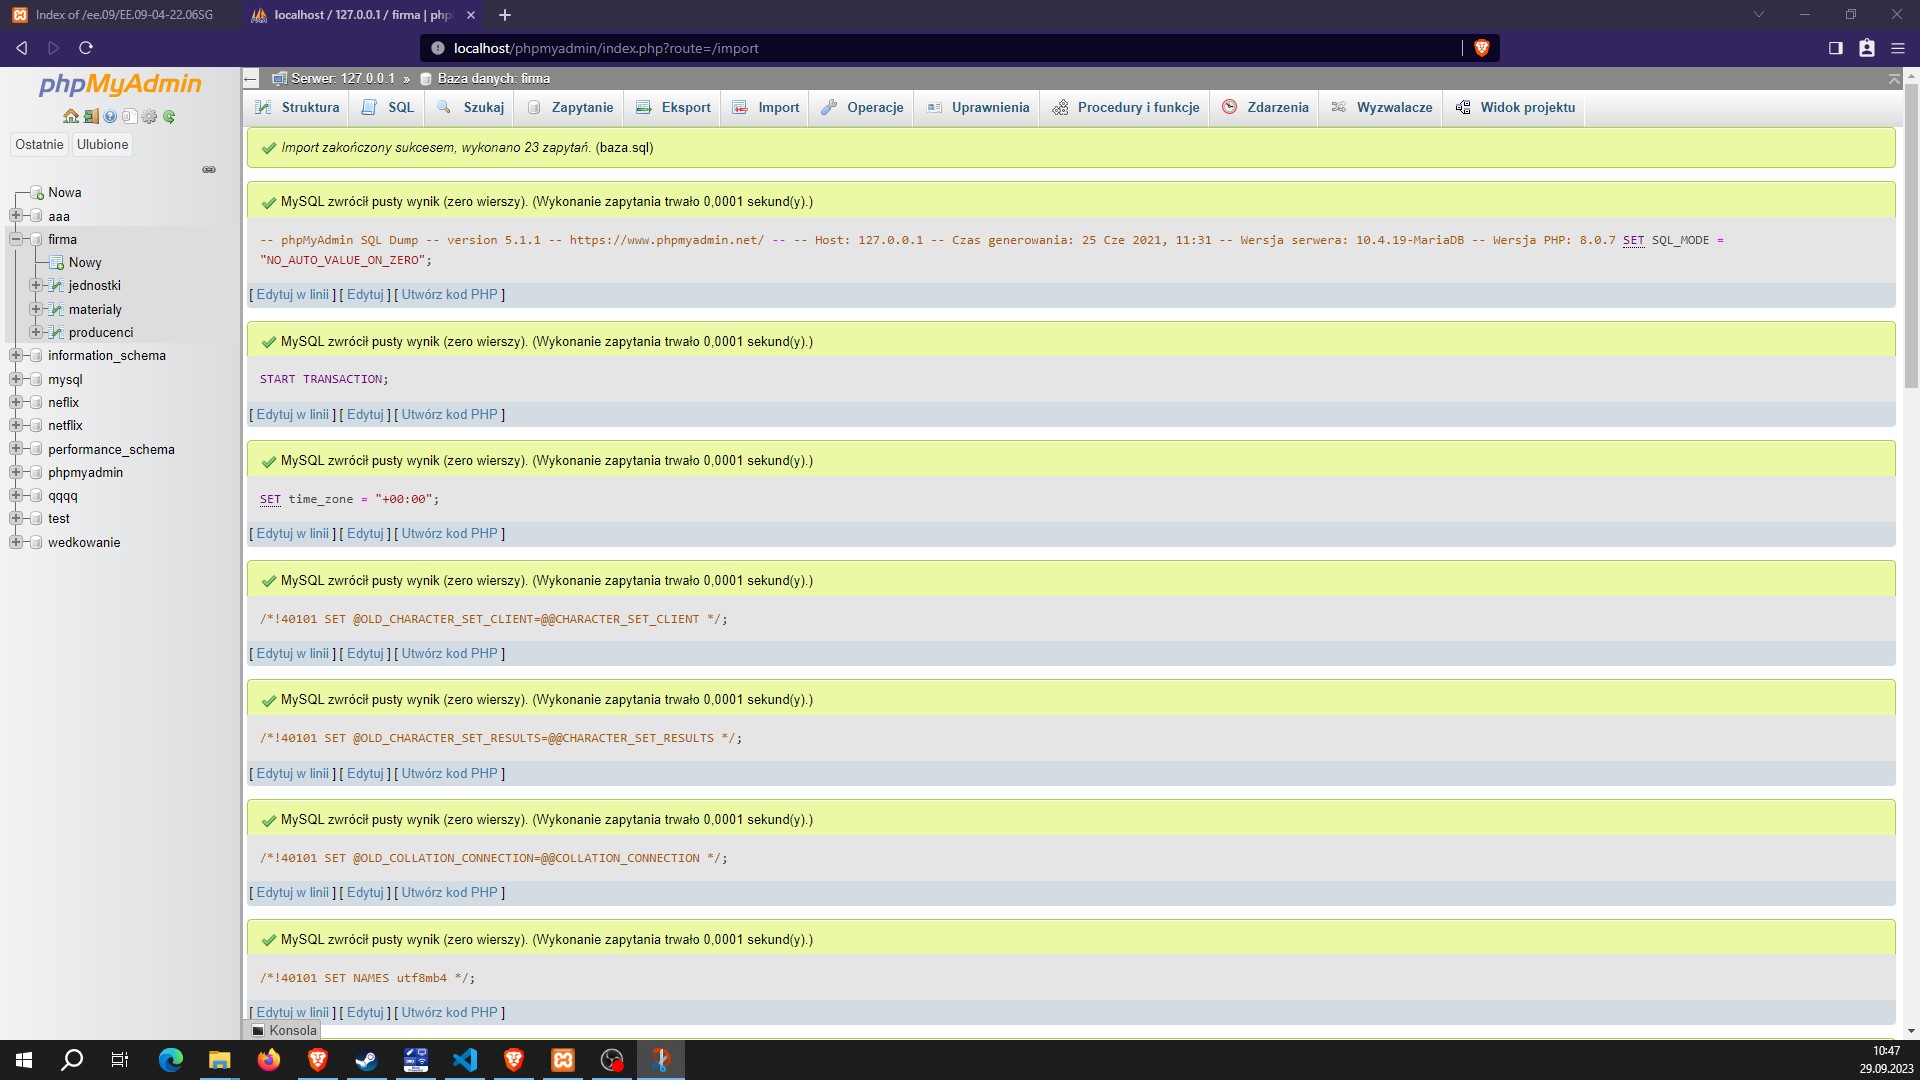 Index of /ee.09/EE.09-04-22.06SG
localhost / 127.0.0.1 / firma | php
localhost/phpmyadmin/index.php?route=/import
phpMyAdmin
Ostatnie Ulubione
Nowa
aaa
firma
Nowy
jednostki
materialy
producenci
information_schema
mysql
neflix
netflix
performance_schema
phpmyadmin
qqqq
test
wedkowanie
Serwer: 127.0.0.1 » Baza danych: firma
Struktura SQL Szukaj Zapytanie Eksport Import Operacje Uprawnienia Procedury i funkcje Zdarzenia Wyzwalacze Widok projektu
Import zakończony sukcesem, wykonano 23 zapytań. (baza.sql)
MySQL zwrócił pusty wynik (zero wierszy). (Wykonanie zapytania trwało 0,0001 sekund(y).)
-- phpMyAdmin SQL Dump -- version 5.1.1 -- https://www.phpmyadmin.net/ -- -- Host: 127.0.0.1 -- Czas generowania: 25 Cze 2021, 11:31 -- Wersja serwera: 10.4.19-MariaDB -- Wersja PHP: 8.0.7 SET SQL_MODE =
"NO_AUTO_VALUE_ON_ZERO";
[ Edytuj w linii ] [ Edytuj ] [ Utwórz kod PHP ]
MySQL zwrócił pusty wynik (zero wierszy). (Wykonanie zapytania trwało 0,0001 sekund(y).)
START TRANSACTION;
[ Edytuj w linii ] [ Edytuj ] [ Utwórz kod PHP ]
MySQL zwrócił pusty wynik (zero wierszy). (Wykonanie zapytania trwało 0,0001 sekund(y).)
SET time_zone = "+00:00";
[ Edytuj w linii ] [ Edytuj ] [ Utwórz kod PHP ]
MySQL zwrócił pusty wynik (zero wierszy). (Wykonanie zapytania trwało 0,0001 sekund(y).)
/*!40101 SET @OLD_CHARACTER_SET_CLIENT=@@CHARACTER_SET_CLIENT */;
[ Edytuj w linii ] [ Edytuj ] [ Utwórz kod PHP ]
MySQL zwrócił pusty wynik (zero wierszy). (Wykonanie zapytania trwało 0,0001 sekund(y).)
/*!40101 SET @OLD_CHARACTER_SET_RESULTS=@@CHARACTER_SET_RESULTS */;
[ Edytuj w linii ] [ Edytuj ] [ Utwórz kod PHP ]
MySQL zwrócił pusty wynik (zero wierszy). (Wykonanie zapytania trwało 0,0001 sekund(y).)
/*!40101 SET @OLD_COLLATION_CONNECTION=@@COLLATION_CONNECTION */;
[ Edytuj w linii ] [ Edytuj ] [ Utwórz kod PHP ]
MySQL zwrócił pusty wynik (zero wierszy). (Wykonanie zapytania trwało 0,0001 sekund(y).)
/*!40101 SET NAMES utf8mb4 */;
[ Edytuj w linii ] [ Edytuj ] [ Utwórz kod PHP ]
Konsola
10:47
29.09.2023